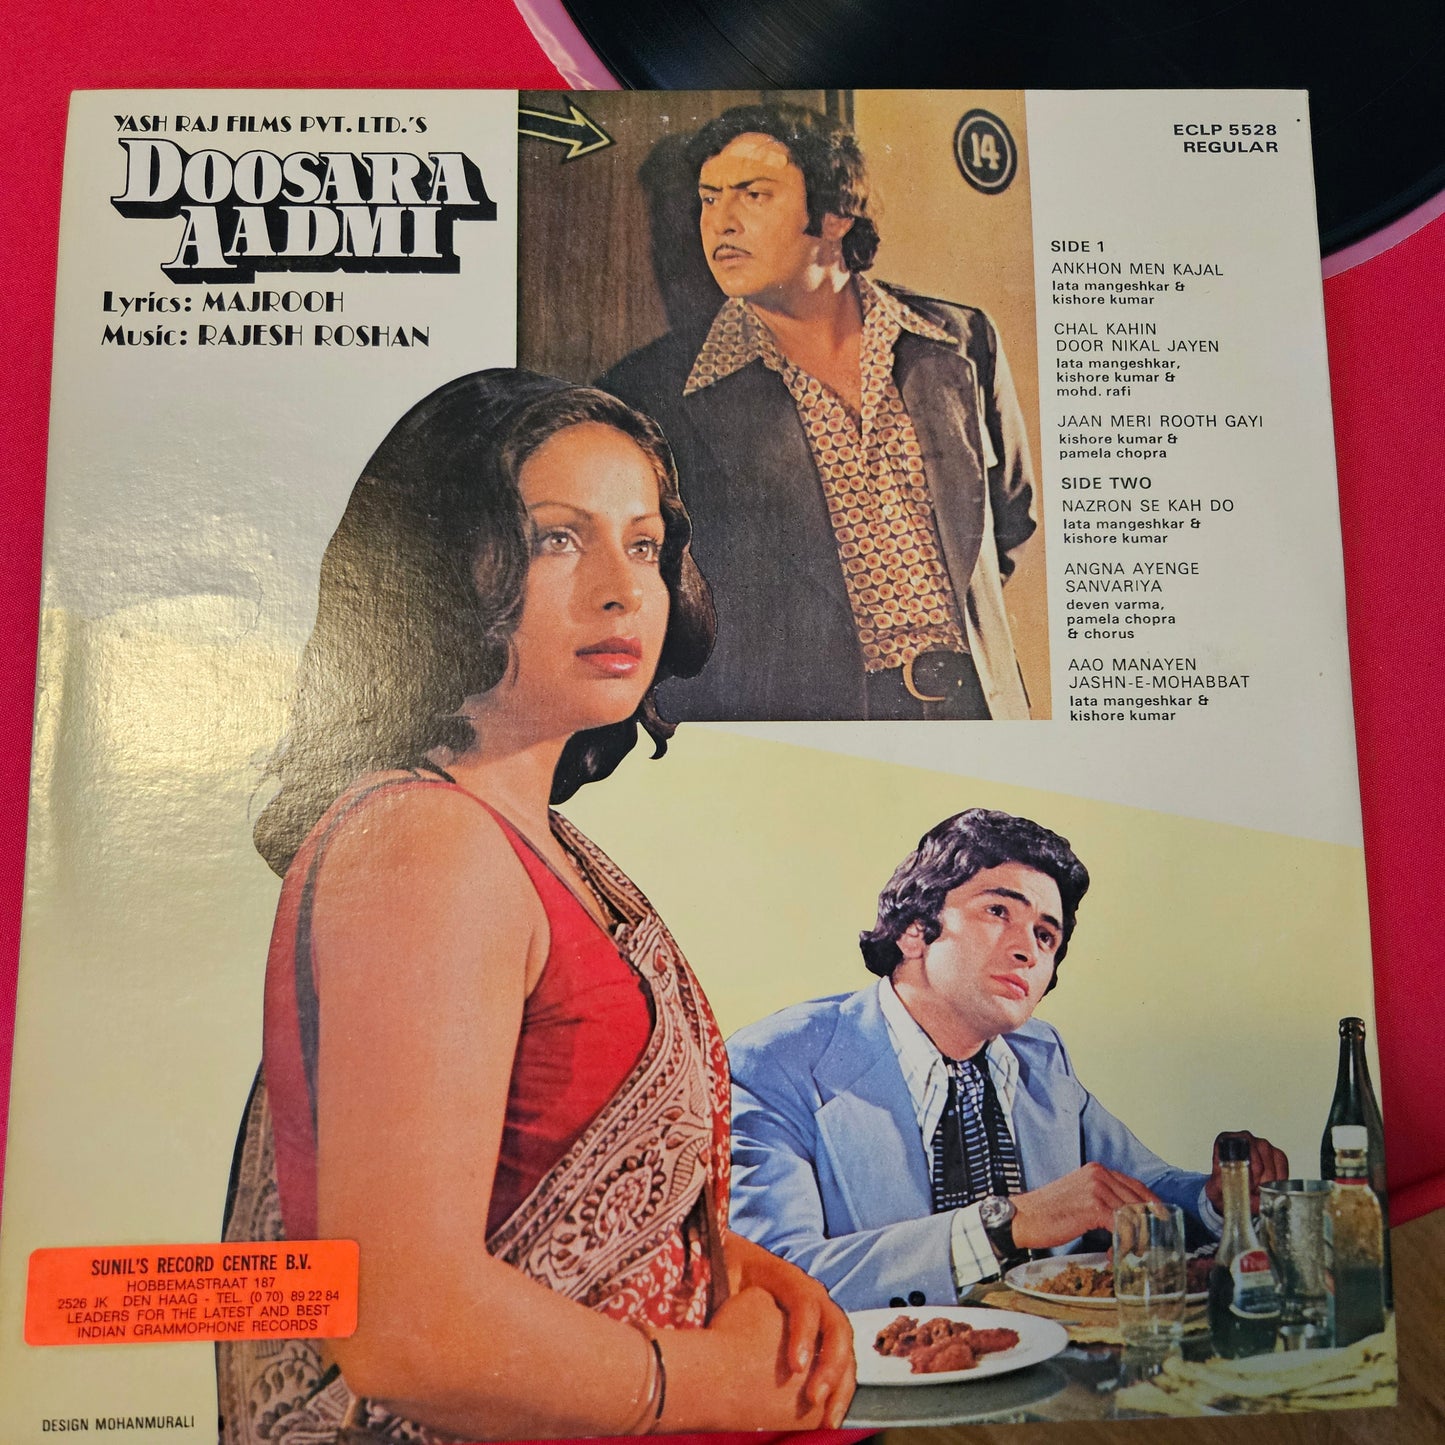 YASH RAJ FILMS PVT. LTD.'S
DOOSARA
AADMI
Lyrics: MAJROOH
Music: RAJESH ROSHAN
14
ECLP 5528
REGULAR
SIDE 1
ANKHON MEN KAJAL
lata mangeshkar &
kishore kumar
CHAL KAHIN
DOOR NIKAL JAYEN
lata mangeshkar,
kishore kumar &
mohd. rafi
JAAN MERI ROOTH GAYI
kishore kumar &
pamela chopra
SIDE TWO
NAZRON SE KAH DO
lata mangeshkar &
kishore kumar
ANGNA AYENGE
SANVARIYA
deven varma,
pamela chopra
& chorus
AAO MANAYEN
JASHN-E-MOHABBAT
lata mangeshkar &
kishore kumar
SUNIL'S RECORD CENTRE B.V.
HOBBEMASTRAAT 187
2526 JK DEN HAAG - TEL. (0 70) 89 22 84
LEADERS FOR THE LATEST AND BEST
INDIAN GRAMMOPHONE RECORDS
DESIGN MOHANMURALI